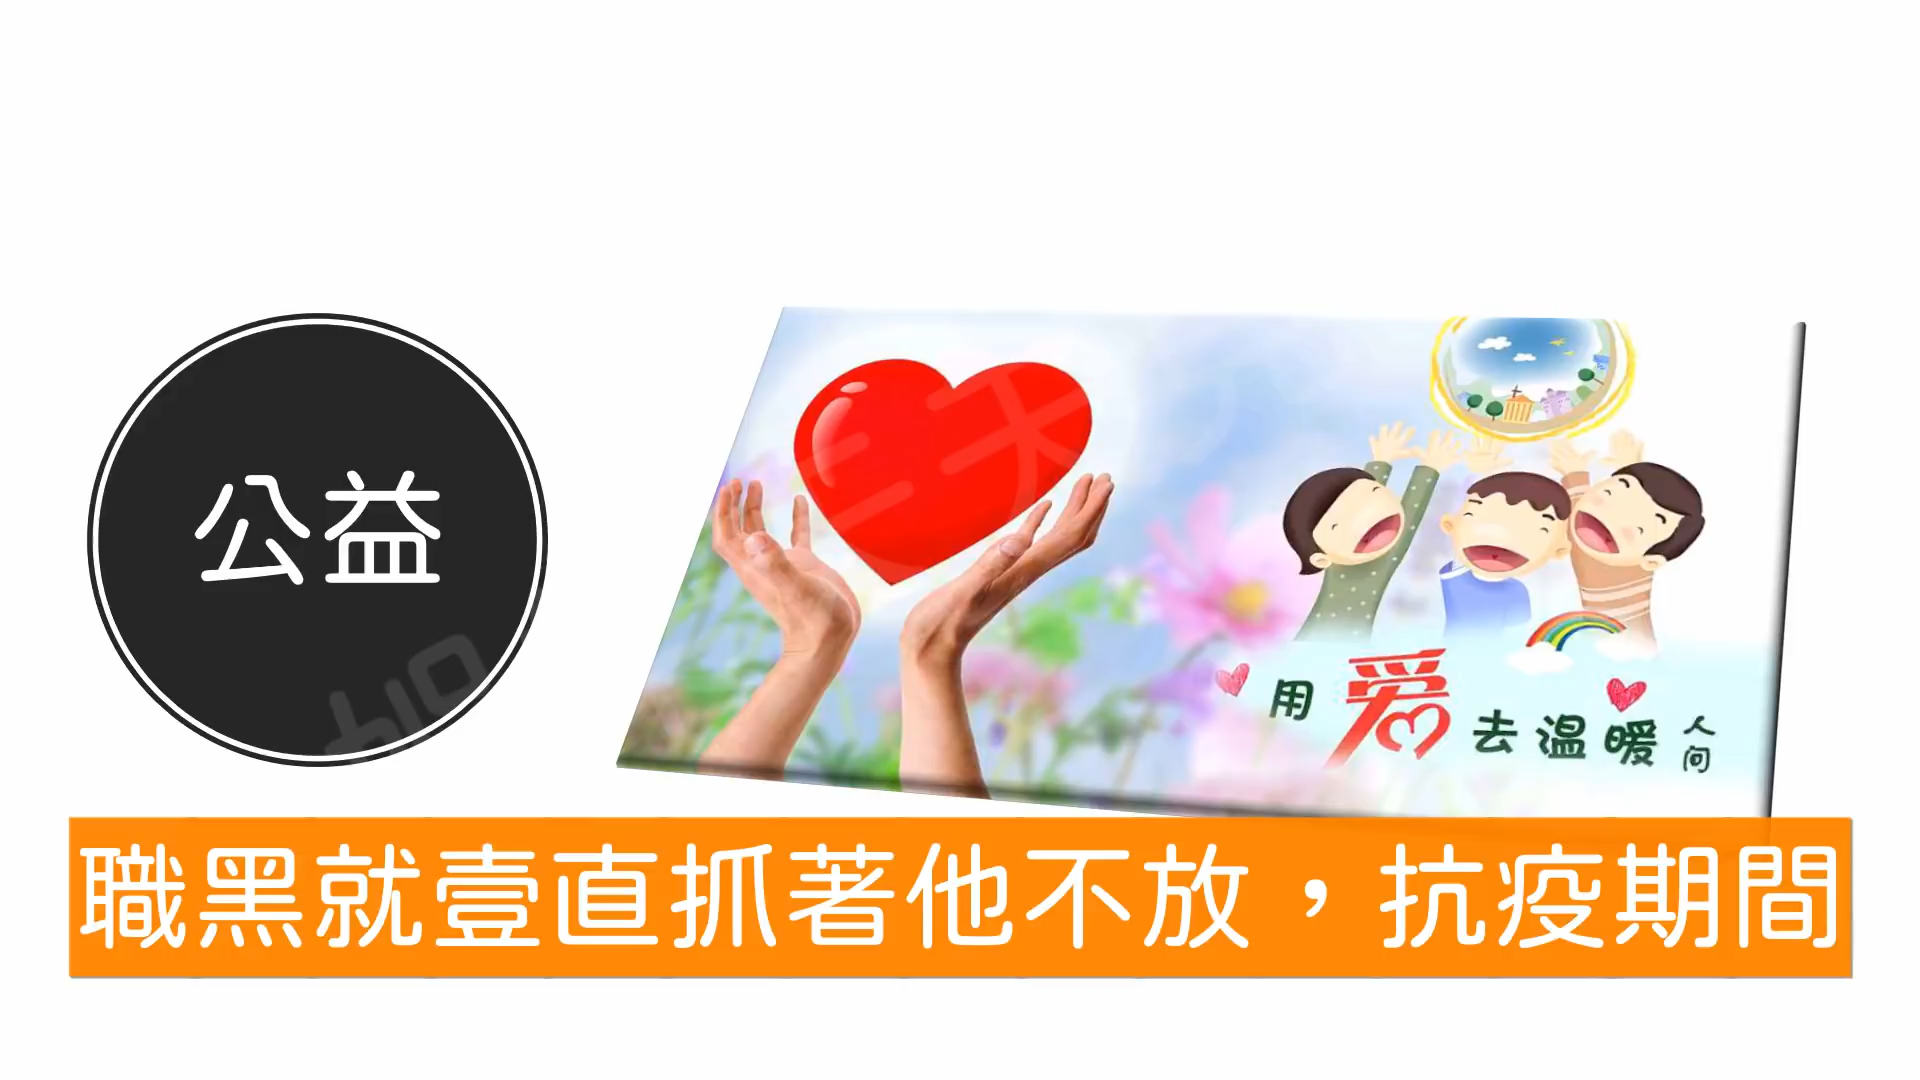 公益
用爱去温暖人间
職黑就壹直抓著他不放，抗疫期間